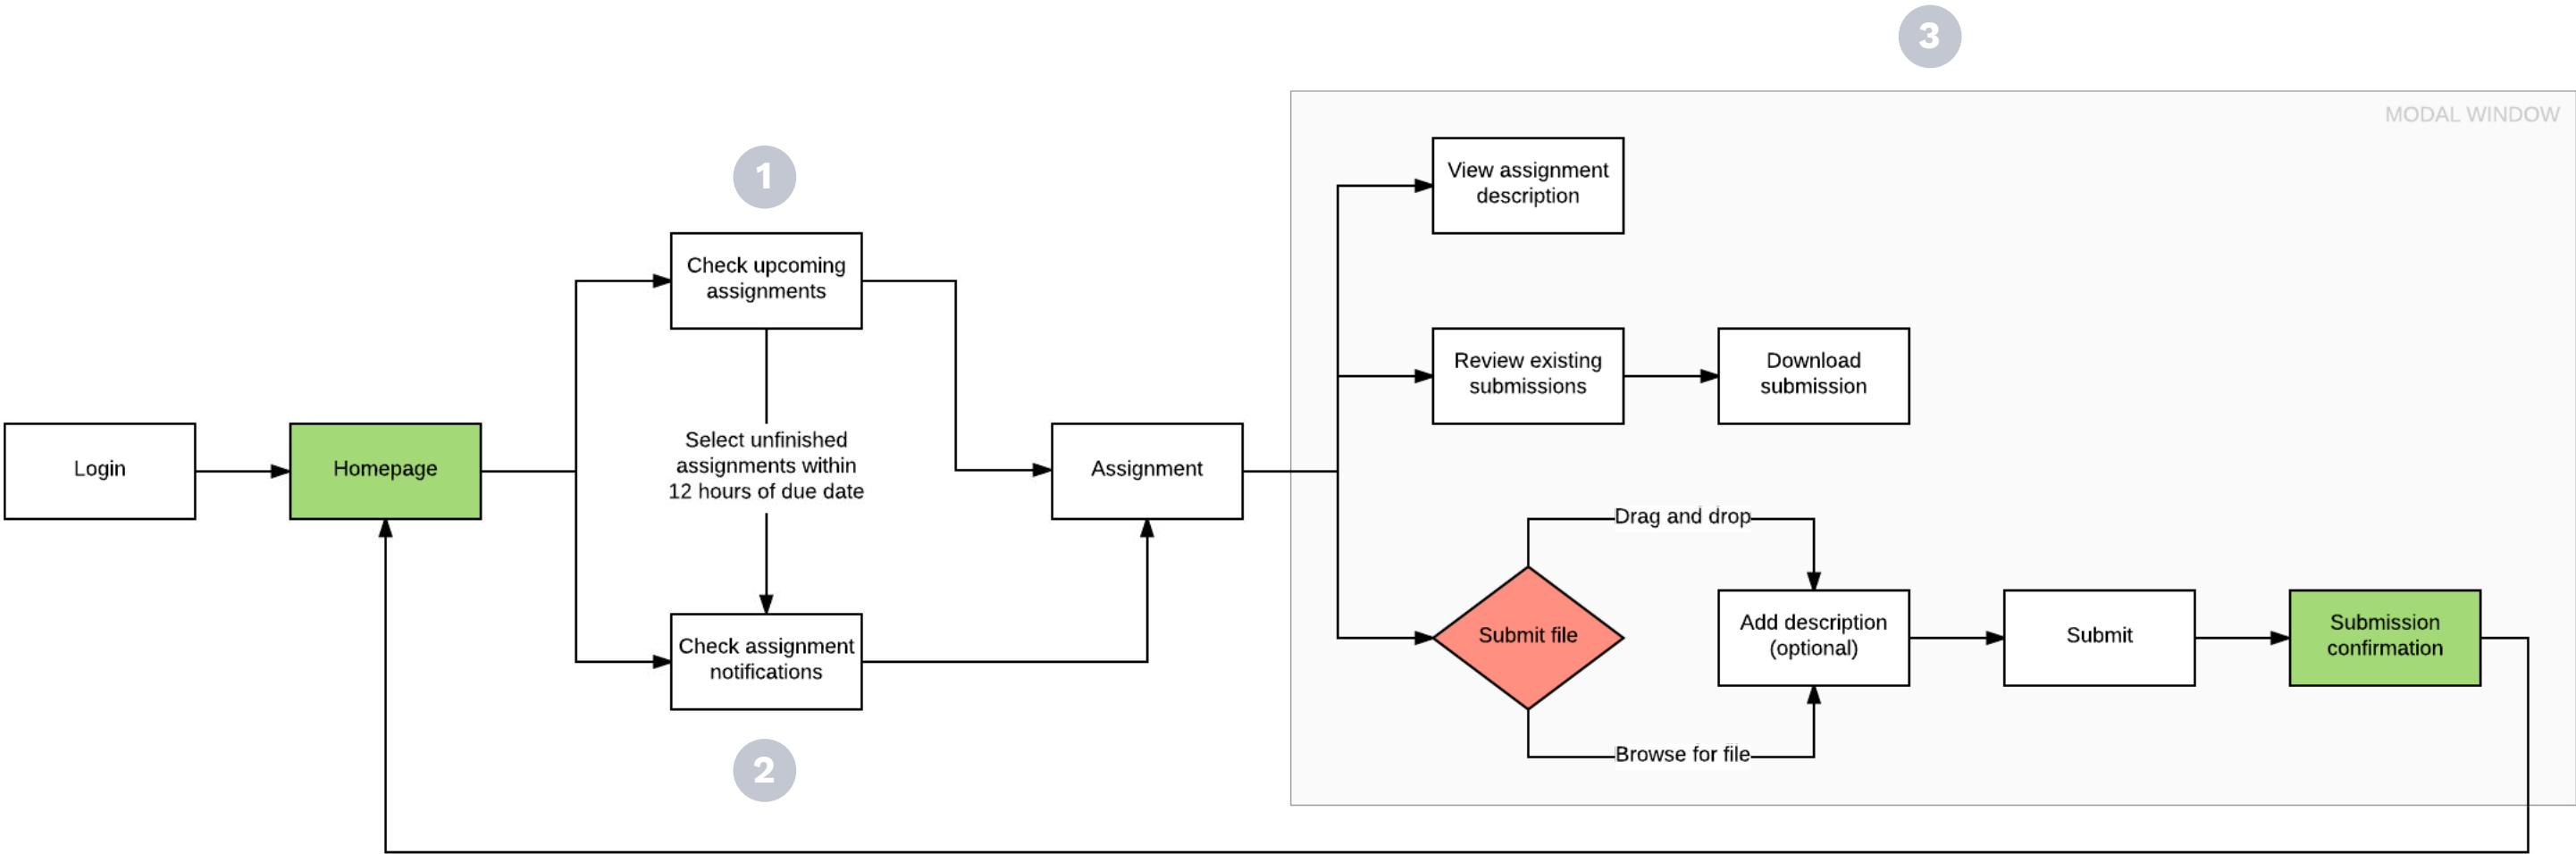 3
MODAL WINDOW
View assignment
description
1
Check upcoming
assignments
Review existing
submissions
Download
submission
Login
Homepage
Select unfinished
assignments within
12 hours of due date
Assignment
Drag and drop
Submit file
Add description
(optional)
Submit
Submission
confirmation
Check assignment
notifications
Browse for file
2